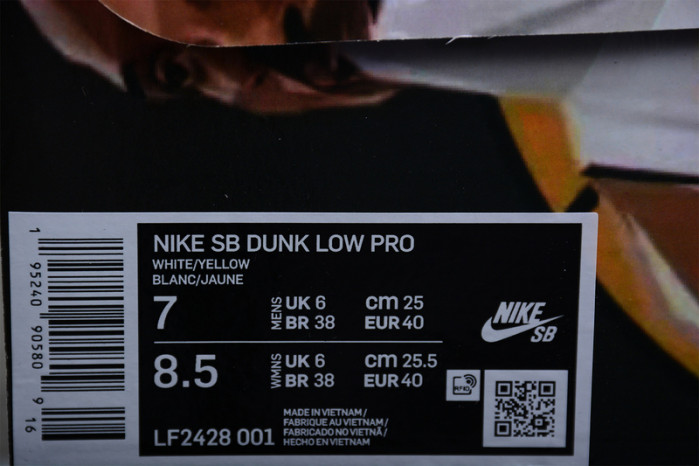 1 95240 90580 9 16
NIKE SB DUNK LOW PRO
WHITE/YELLOW
BLANC/JAUNE
7 MENS UK 6 cm 25
BR 38 EUR 40
8.5 WMNS UK 6 cm 25.5
BR 38 EUR 40
NIKE
SB
RFID
MADE IN VIETNAM /
FABRIQUE AU VIETNAM /
FABRICADO NO VIETNÃ /
HECHO EN VIETNAM
LF2428 001